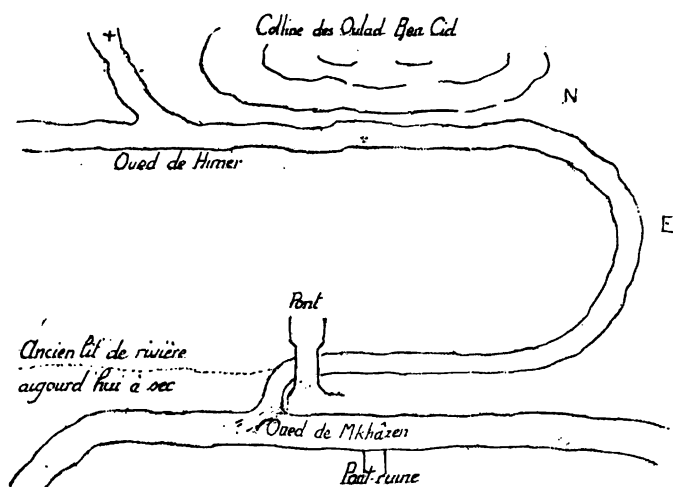 Colline des Oulad Ben Cid
N
Oued de Himer
E
Pont
Ancien lit de rivière
aujourd hui à sec
Oued de Mkhâzen
Pont-ruine